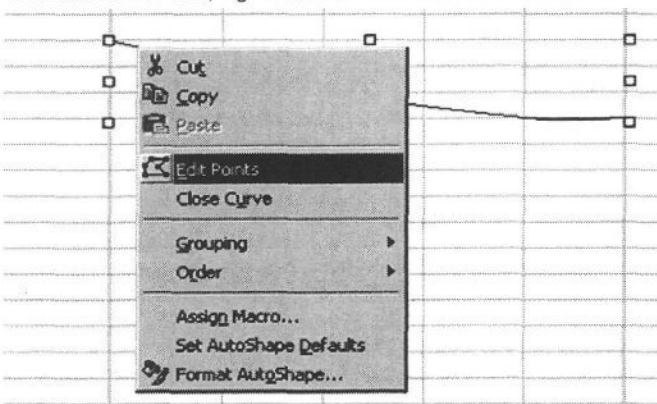 Cut
Copy
Paste
Edit Points
Close Curve
Grouping
Order
Assign Macro...
Set AutoShape Defaults
Format AutoShape...